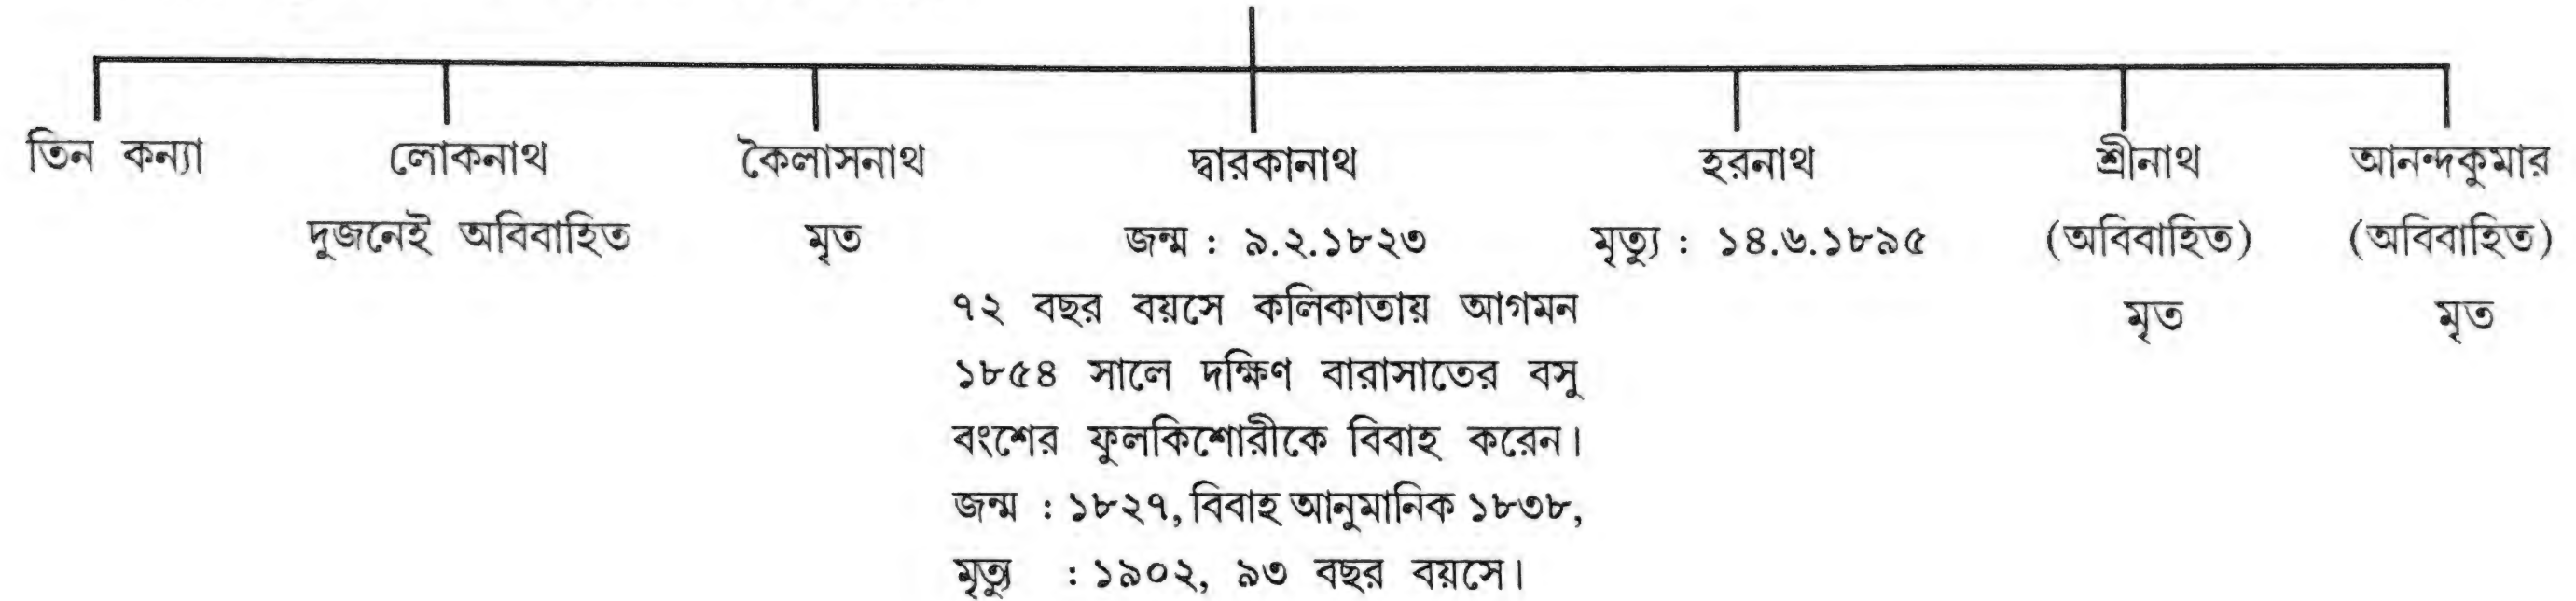 তিন কন্যা লোকনাথ কৈলাসনাথ দ্বারকানাথ হরনাথ শ্রীনাথ আনন্দকুমার
দুজনেই অবিবাহিত মৃত জন্ম : ৯.২.১৮২৩ মৃত্যু : ১৪.৬.১৮৯৫ (অবিবাহিত) (অবিবাহিত)
৭২ বছর বয়সে কলিকাতায় আগমন মৃত মৃত
১৮৫৪ সালে দক্ষিণ বারাসাতের বসু
বংশের ফুলকিশোরীকে বিবাহ করেন।
জন্ম : ১৮২৭, বিবাহ আনুমানিক ১৮৩৮,
মৃত্যু : ১৯০২, ৯৩ বছর বয়সে।